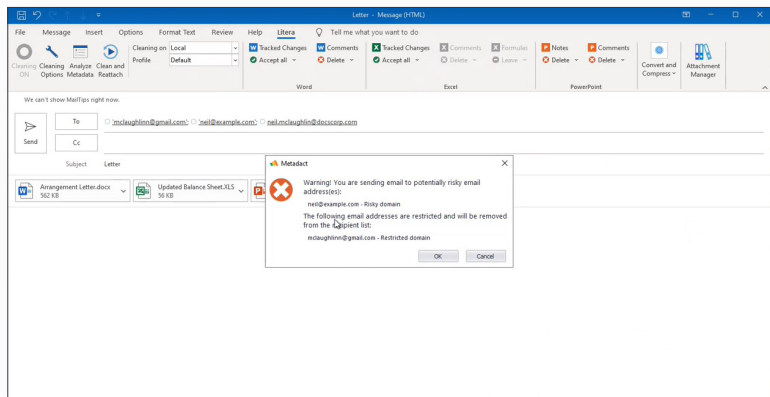 Letter - Message (HTML)
File Message Insert Options Format Text Review Help Litera Tell me what you want to do
Cleaning ON
Cleaning Options
Analyze Metadata
Clean and Reattach
Cleaning on Local
Profile Default
W Tracked Changes W Comments
Accept all Delete
Word
X Tracked Changes X Comments X Formulas
Accept all Delete Leave
Excel
P Notes P Comments
Delete Delete
PowerPoint
Convert and Compress
Attachment Manager
We can't show MailTips right now.
Send
To 'mclaughlinn@gmail.com'; 'neil@example.com'; neil.mclaughlin@docscorp.com
Cc
Subject Letter
Arrangement Letter.docx
562 KB
Updated Balance Sheet.XLS
56 KB
Metadact
Warning! You are sending email to potentially risky email
address(es):
neil@example.com - Risky domain
The following email addresses are restricted and will be removed
from the recipient list:
mclaughlinn@gmail.com - Restricted domain
OK Cancel